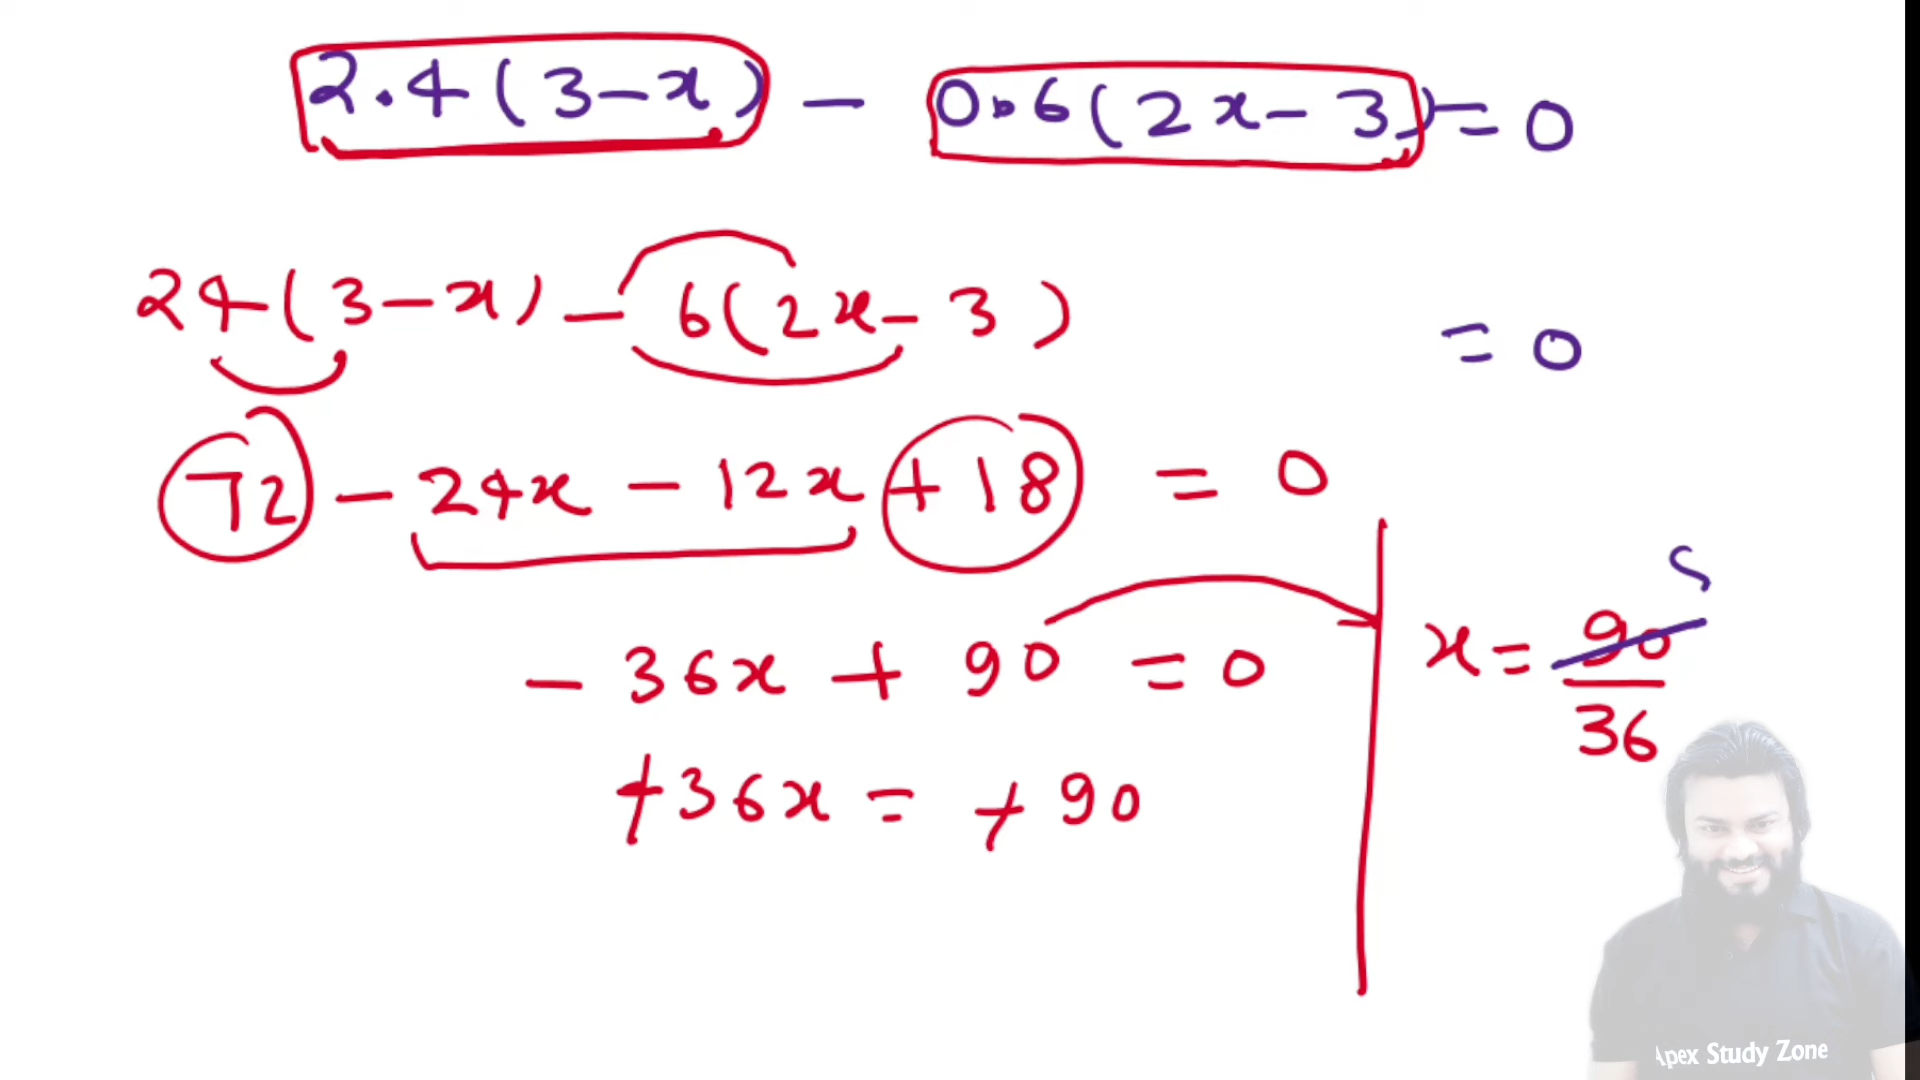 2.4(3-x) - 0.6(2x-3) = 0
24(3-x) - 6(2x-3) = 0
72 - 24x - 12x + 18 = 0
-36x + 90 = 0
+36x = +90
x = 90/36
Apex Study Zone